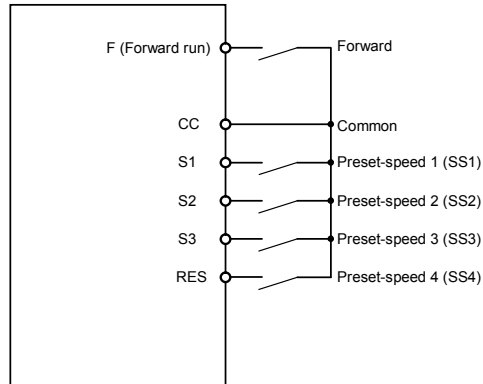 F (Forward run) Forward
CC Common
S1 Preset-speed 1 (SS1)
S2 Preset-speed 2 (SS2)
S3 Preset-speed 3 (SS3)
RES Preset-speed 4 (SS4)